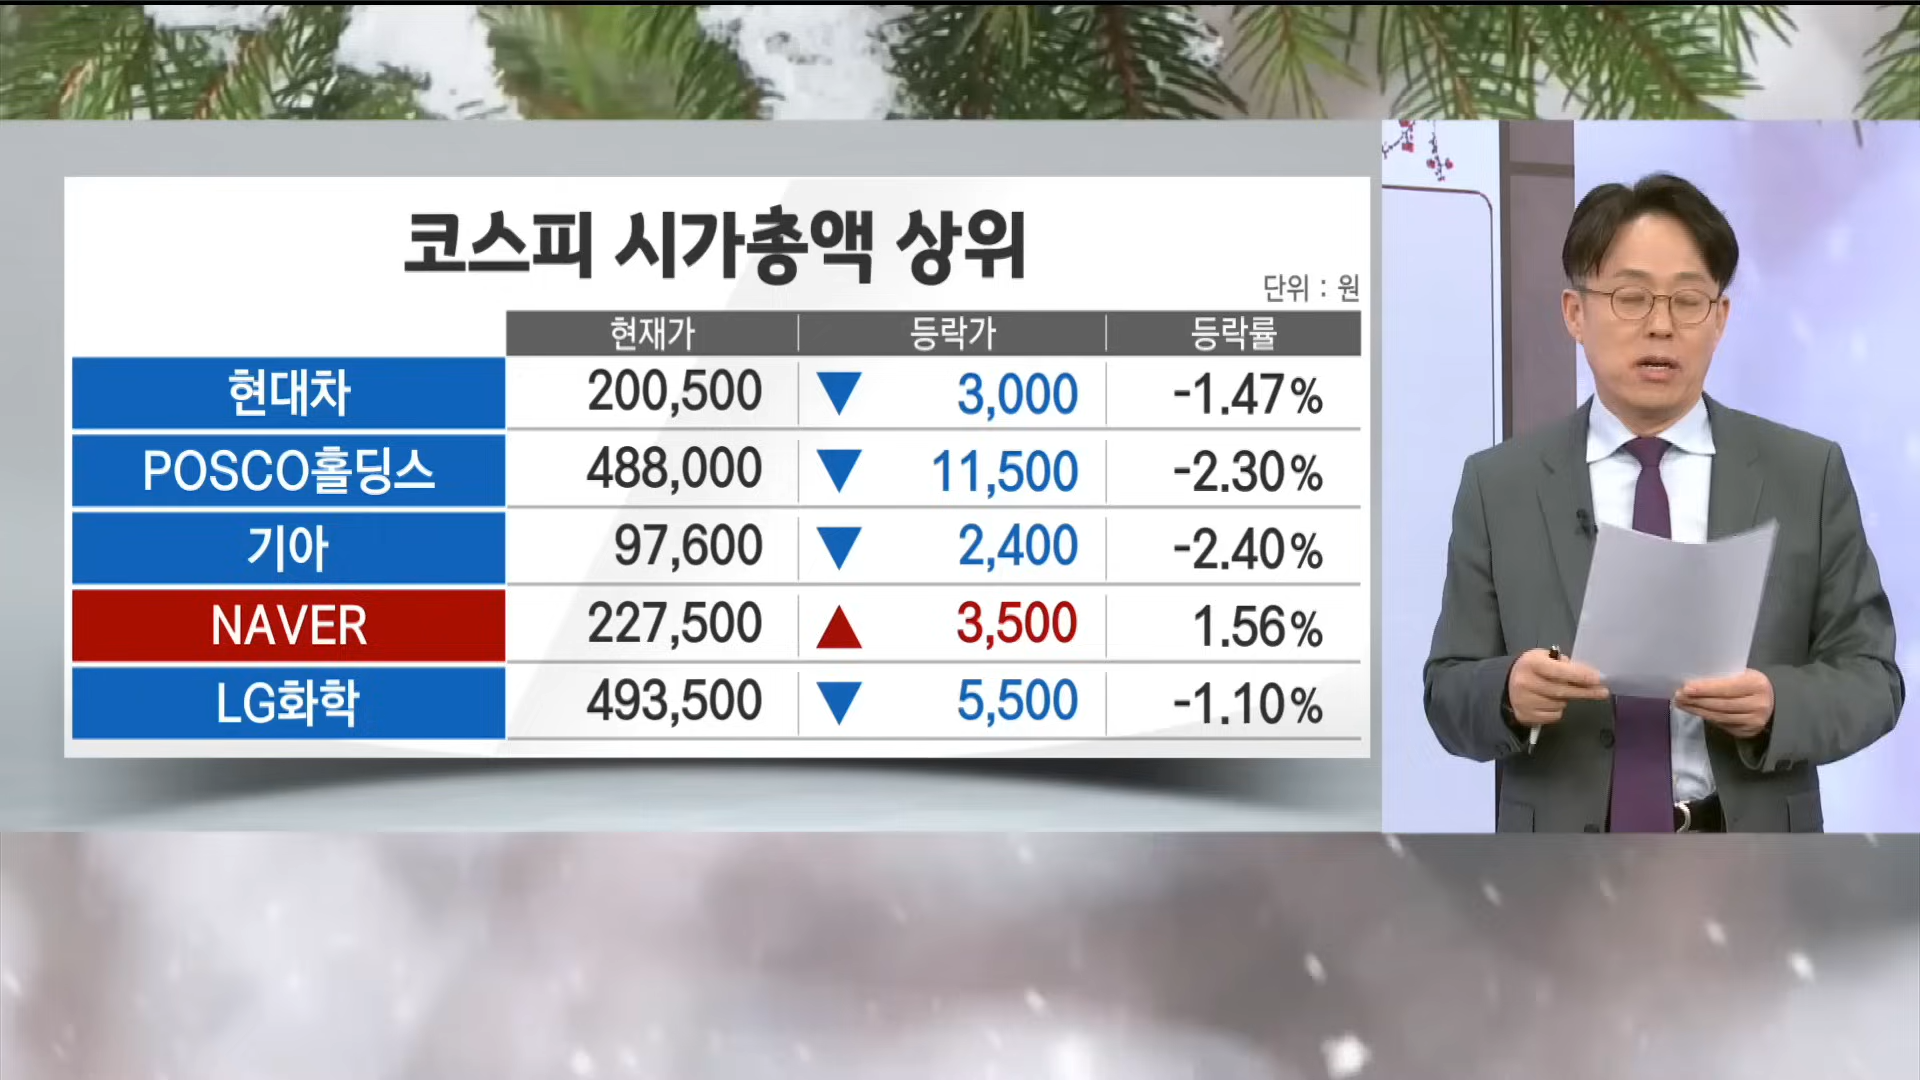 코스피 시가총액 상위
단위 : 원
현재가 등락가 등락률
현대차 200,500 ▼ 3,000 -1.47%
POSCO홀딩스 488,000 ▼ 11,500 -2.30%
기아 97,600 ▼ 2,400 -2.40%
NAVER 227,500 ▲ 3,500 1.56%
LG화학 493,500 ▼ 5,500 -1.10%